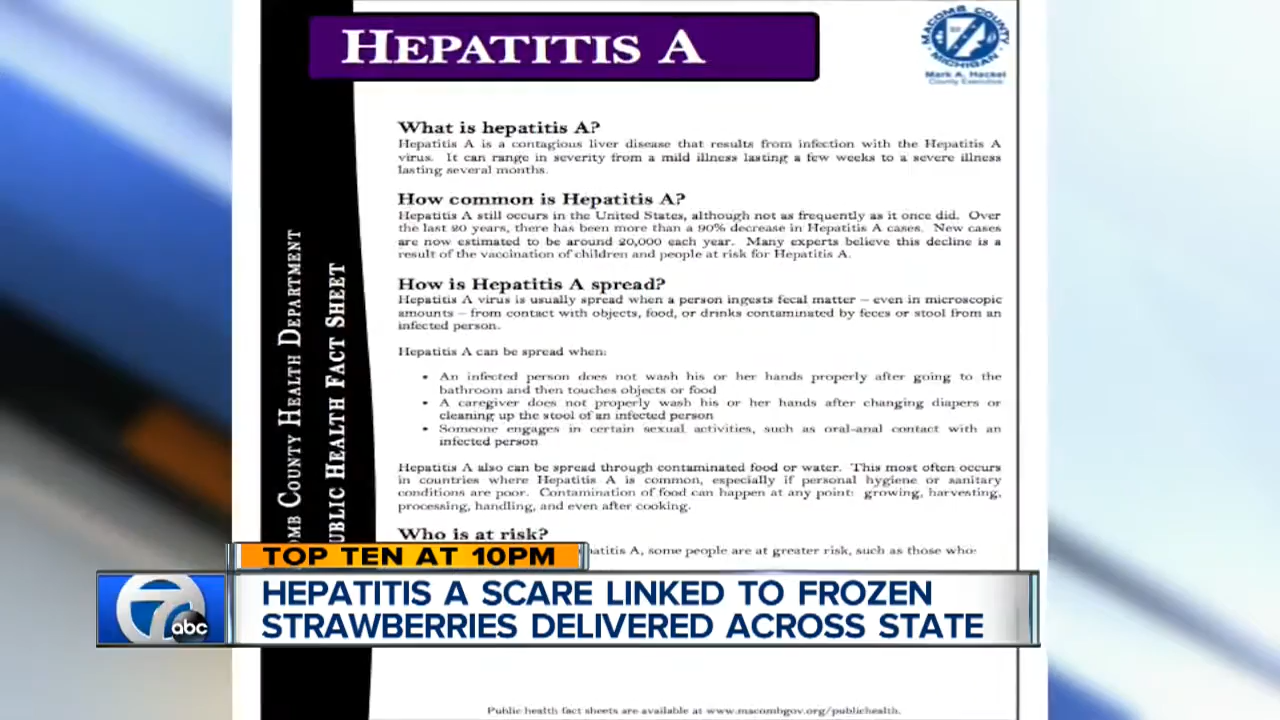 HEPATITIS A
MACOMB COUNTY
MICHIGAN
Mark A. Hackel
County Executive
What is hepatitis A?
Hepatitis A is a contagious liver disease that results from infection with the Hepatitis A
virus. It can range in severity from a mild illness lasting a few weeks to a severe illness
lasting several months.
How common is Hepatitis A?
Hepatitis A still occurs in the United States, although not as frequently as it once did. Over
the last 20 years, there has been more than a 90% decrease in Hepatitis A cases. New cases
are now estimated to be around 20,000 each year. Many experts believe this decline is a
result of the vaccination of children and people at risk for Hepatitis A.
How is Hepatitis A spread?
Hepatitis A virus is usually spread when a person ingests fecal matter – even in microscopic
amounts – from contact with objects, food, or drinks contaminated by feces or stool from an
infected person.
Hepatitis A can be spread when:
• An infected person does not wash his or her hands properly after going to the
bathroom and then touches objects or food
• A caregiver does not properly wash his or her hands after changing diapers or
cleaning up the stool of an infected person
• Someone engages in certain sexual activities, such as oral-anal contact with an
infected person
Hepatitis A also can be spread through contaminated food or water. This most often occurs
in countries where Hepatitis A is common, especially if personal hygiene or sanitary
conditions are poor. Contamination of food can happen at any point: growing, harvesting,
processing, handling, and even after cooking.
Who is at risk?
patitis A, some people are at greater risk, such as those who:
OMB COUNTY HEALTH DEPARTMENT
UBLIC HEALTH FACT SHEET
TOP TEN AT 10PM
7 abc
HEPATITIS A SCARE LINKED TO FROZEN
STRAWBERRIES DELIVERED ACROSS STATE
Public health fact sheets are available at www.macombgov.org/publichealth.